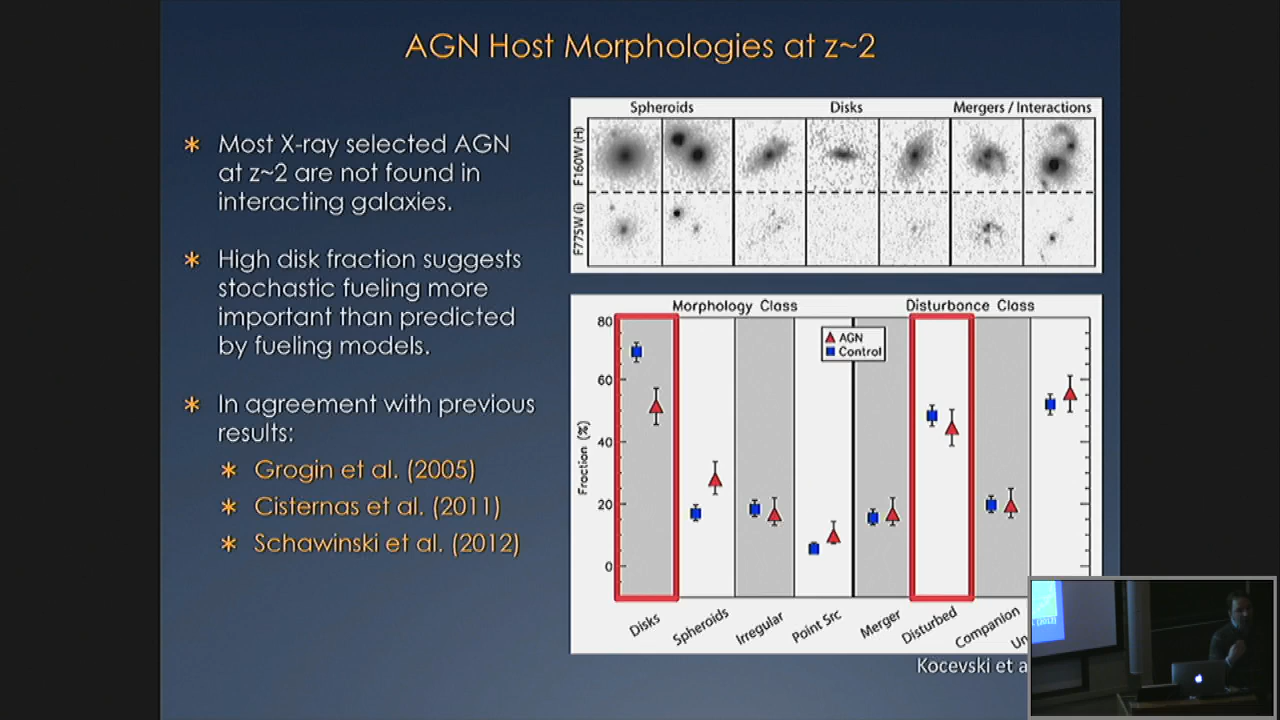 AGN Host Morphologies at z~2
* Most X-ray selected AGN
at z~2 are not found in
interacting galaxies.
* High disk fraction suggests
stochastic fueling more
important than predicted
by fueling models.
* In agreement with previous
results:
* Grogin et al. (2005)
* Cisternas et al. (2011)
* Schawinski et al. (2012)
Spheroids Disks Mergers / Interactions
F160W (H)
F775W (i)
Morphology Class Disturbance Class
AGN
Control
Fraction (%)
80
60
40
20
0
Disks Spheroids Irregular Point Src Merger Disturbed Companion Un
Kocevski et a